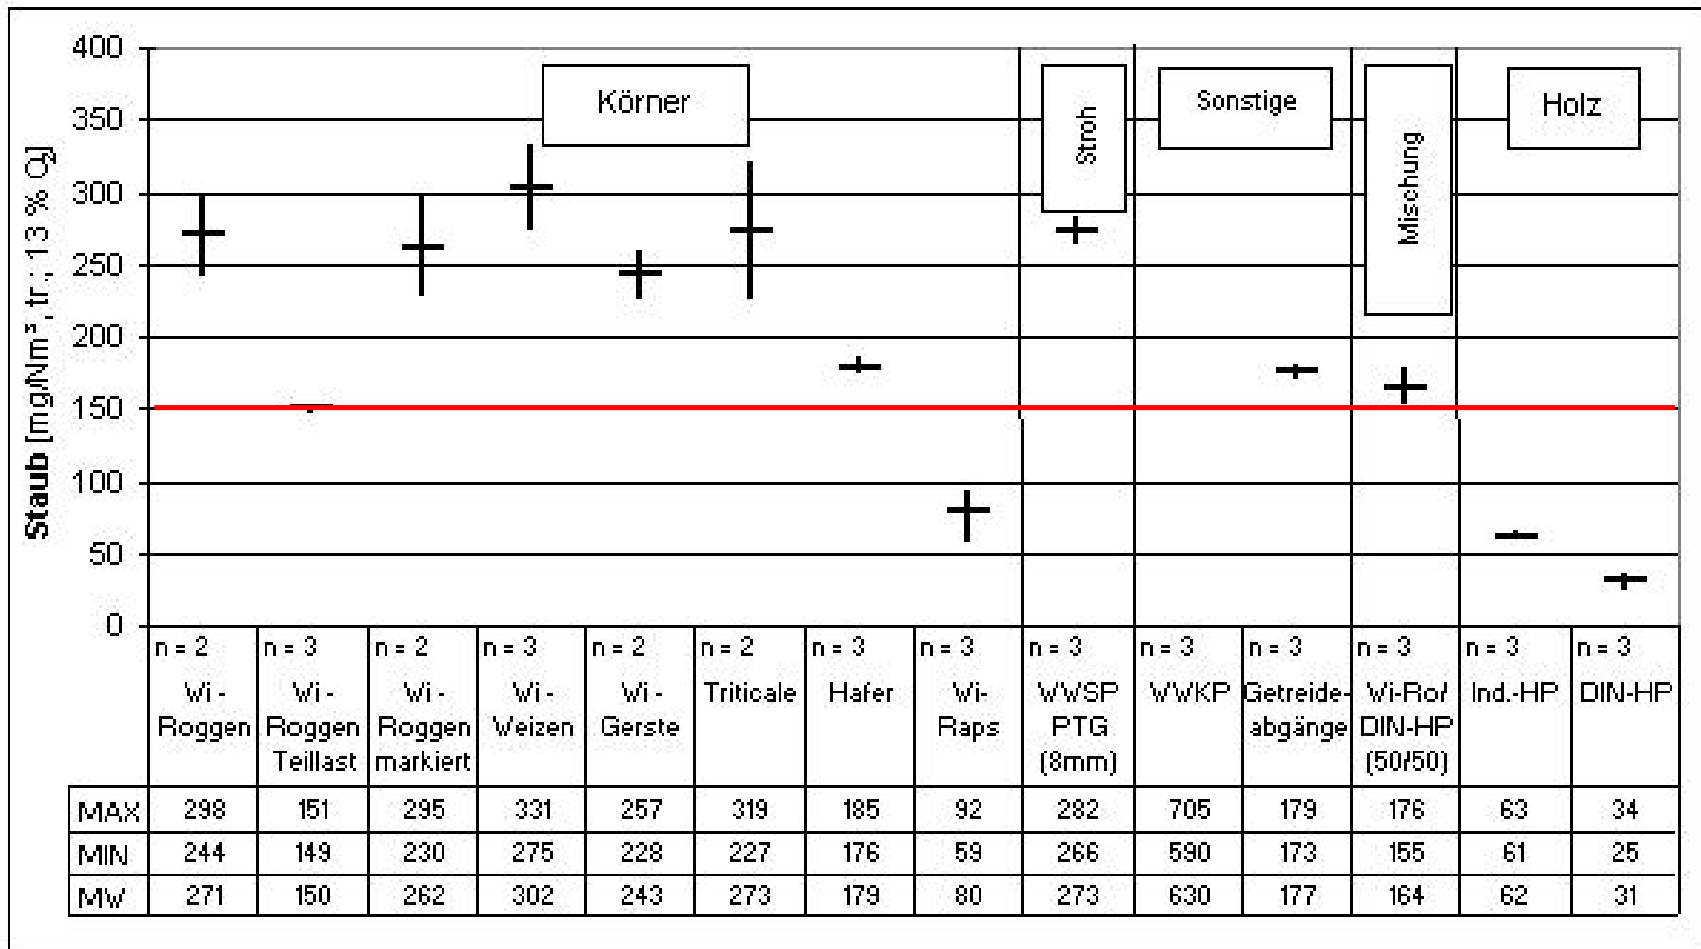 Staub [mg/Nm³, tr.; 13 % O₂]
400
350
300
250
200
150
100
50
0
Körner
Stroh
Sonstige
Mischung
Holz
n = 2 n = 3 n = 2 n = 3 n = 2 n = 2 n = 3 n = 3 n = 3 n = 3 n = 3 n = 3 n = 3 n = 3
Wi - Wi - Wi - Wi - Wi - Triticale Hafer Wi- WWSP WWKP Getreide- Wi-Ro/ Ind.-HP DIN-HP
Roggen Roggen Roggen Weizen Gerste Raps PTG abgänge DIN-HP
Teillast markiert (8mm) (50/50)
MAX 298 151 295 331 257 319 185 92 282 705 179 176 63 34
MIN 244 149 230 275 228 227 176 59 266 590 173 155 61 25
MW 271 150 262 302 243 273 179 80 273 630 177 164 62 31